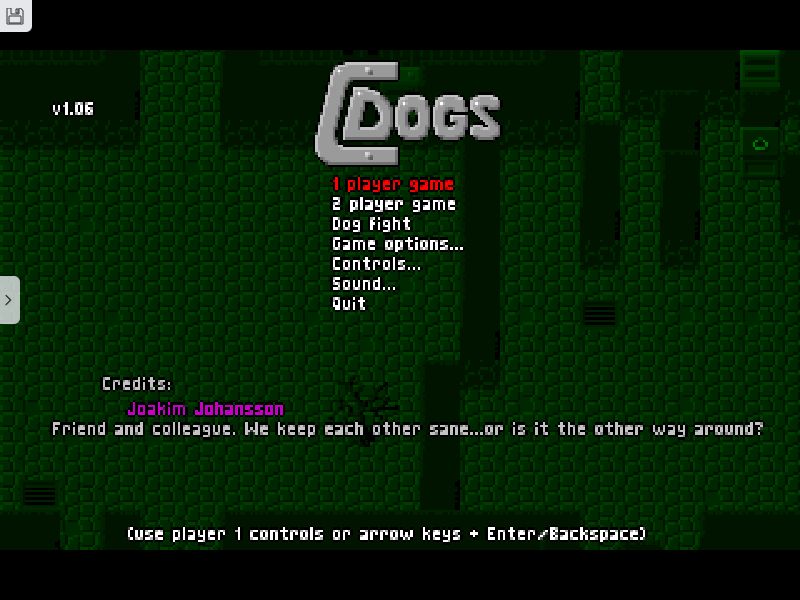 CDOGS
v1.06
1 player game
2 player game
Dog fight
Game options...
Controls...
Sound...
Quit
Credits:
Joakim Johansson
Friend and colleague. We keep each other sane...or is it the other way around?
(use player 1 controls or arrow keys + Enter/Backspace)